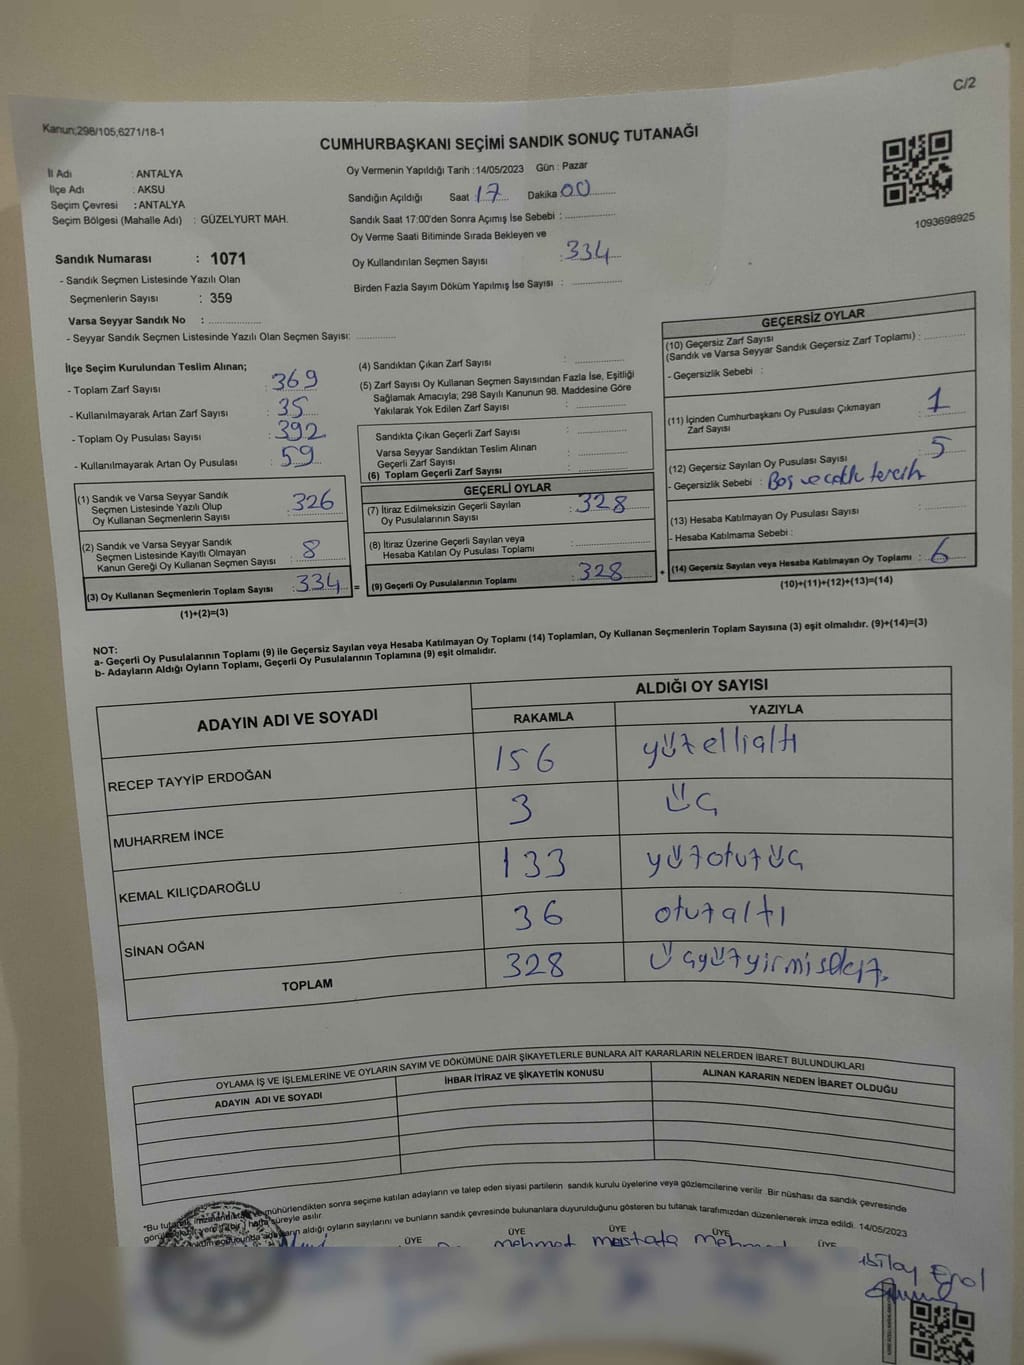 C/2
Kanun;298/105,6271/18-1
CUMHURBAŞKANI SEÇİMİ SANDIK SONUÇ TUTANAĞI
1093698925
İl Adı : ANTALYA
İlçe Adı : AKSU
Seçim Çevresi : ANTALYA
Seçim Bölgesi (Mahalle Adı) : GÜZELYURT MAH.
Sandık Numarası : 1071
- Sandık Seçmen Listesinde Yazılı Olan
Seçmenlerin Sayısı : 359
Varsa Seyyar Sandık No :
- Seyyar Sandık Seçmen Listesinde Yazılı Olan Seçmen Sayısı:
Oy Vermenin Yapıldığı Tarih :14/05/2023 Gün : Pazar
Sandığın Açıldığı Saat 17 Dakika 00
Sandık Saat 17:00'den Sonra Açımış İse Sebebi :
Oy Verme Saati Bitiminde Sırada Bekleyen ve
Oy Kullandırılan Seçmen Sayısı : 334
Birden Fazla Sayım Döküm Yapılmış İse Sayısı :
İlçe Seçim Kurulundan Teslim Alınan;
- Toplam Zarf Sayısı : 369
- Kullanılmayarak Artan Zarf Sayısı : 35
- Toplam Oy Pusulası Sayısı : 392
- Kullanılmayarak Artan Oy Pusulası : 59
(1) Sandık ve Varsa Seyyar Sandık
Seçmen Listesinde Yazılı Olup
Oy Kullanan Seçmenlerin Sayısı : 326
(2) Sandık ve Varsa Seyyar Sandık
Seçmen Listesinde Kayıtlı Olmayan
Kanun Gereği Oy Kullanan Seçmen Sayısı : 8
(3) Oy Kullanan Seçmenlerin Toplam Sayısı : 334 =
(1)+(2)=(3)
(4) Sandıktan Çıkan Zarf Sayısı :
(5) Zarf Sayısı Oy Kullanan Seçmen Sayısından Fazla İse, Eşitliği
Sağlamak Amacıyla; 298 Sayılı Kanunun 98. Maddesine Göre
Yakılarak Yok Edilen Zarf Sayısı :
Sandıkta Çıkan Geçerli Zarf Sayısı :
Varsa Seyyar Sandıktan Teslim Alınan
Geçerli Zarf Sayısı :
(6) Toplam Geçerli Zarf Sayısı :
GEÇERLİ OYLAR
(7) İtiraz Edilmeksizin Geçerli Sayılan
Oy Pusulalarının Sayısı : 328
(8) İtiraz Üzerine Geçerli Sayılan veya
Hesaba Katılan Oy Pusulası Toplamı :
(9) Geçerli Oy Pusulalarının Toplamı : 328 +
GEÇERSİZ OYLAR
(10) Geçersiz Zarf Sayısı
(Sandık ve Varsa Seyyar Sandık Geçersiz Zarf Toplamı) :
- Geçersizlik Sebebi :
(11) İçinden Cumhurbaşkanı Oy Pusulası Çıkmayan
Zarf Sayısı : 1
(12) Geçersiz Sayılan Oy Pusulası Sayısı : 5
- Geçersizlik Sebebi : Boş ve çoklu tercih
(13) Hesaba Katılmayan Oy Pusulası Sayısı :
- Hesaba Katılmama Sebebi :
(14) Geçersiz Sayılan veya Hesaba Katılmayan Oy Toplamı : 6
(10)+(11)+(12)+(13)=(14)
NOT:
a- Geçerli Oy Pusulalarının Toplamı (9) ile Geçersiz Sayılan veya Hesaba Katılmayan Oy Toplamı (14) Toplamları, Oy Kullanan Seçmenlerin Toplam Sayısına (3) eşit olmalıdır. (9)+(14)=(3)
b- Adayların Aldığı Oyların Toplamı, Geçerli Oy Pusulalarının Toplamına (9) eşit olmalıdır.
ADAYIN ADI VE SOYADI ALDIĞI OY SAYISI
RAKAMLA YAZIYLA
RECEP TAYYİP ERDOĞAN 156 yüzellialtı
MUHARREM İNCE 3 üç
KEMAL KILIÇDAROĞLU 133 yüzotuzüç
SİNAN OĞAN 36 otuzaltı
TOPLAM 328 üçyüzyirmisekiz
OYLAMA İŞ VE İŞLEMLERİNE VE OYLARIN SAYIM VE DÖKÜMÜNE DAİR ŞİKAYETLERLE BUNLARA AİT KARARLARIN NELERDEN İBARET BULUNDUKLARI
ADAYIN ADI VE SOYADI İHBAR İTİRAZ VE ŞİKAYETİN KONUSU ALINAN KARARIN NEDEN İBARET OLDUĞU
mühürlendikten sonra seçime katılan adayların ve talep eden siyasi partilerin sandık kurulu üyelerine veya gözlemcilerine verilir. Bir nüshası da sandık çevresinde
aldığı oyların sayılarını ve bunların sandık çevresinde bulunanlara duyurulduğunu gösteren bu tutanak tarafımızdan düzenlenerek imza edildi. 14/05/2023
ÜYE ÜYE ÜYE ÜYE ÜYE
mehmet mustafa
Erol